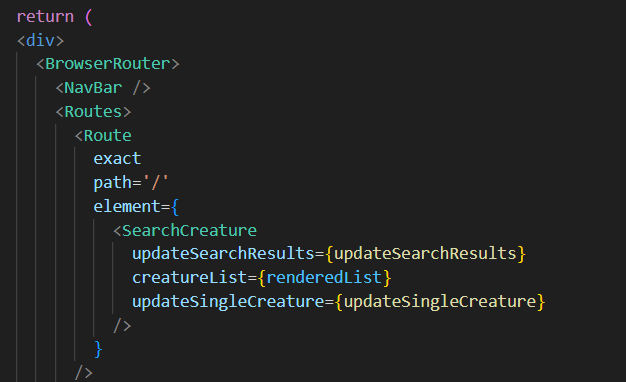 return (
<div>
<BrowserRouter>
<NavBar />
<Routes>
<Route
exact
path='/'
element={
<SearchCreature
updateSearchResults={updateSearchResults}
creatureList={renderedList}
updateSingleCreature={updateSingleCreature}
/>
}
/>